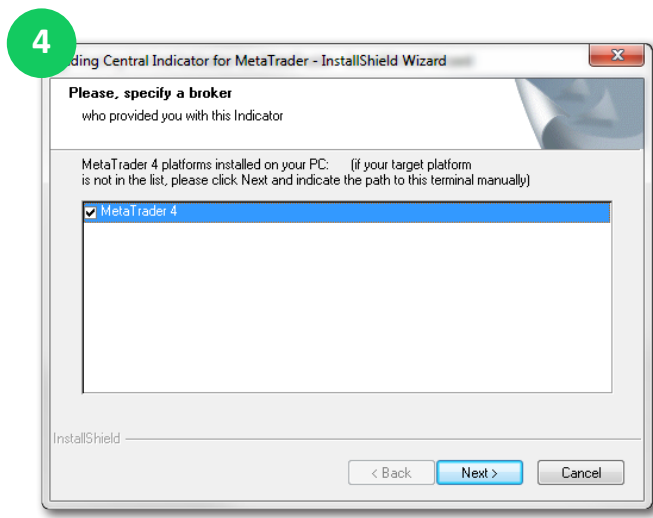 4
ding Central Indicator for MetaTrader - InstallShield Wizard
Please, specify a broker
who provided you with this Indicator
MetaTrader 4 platforms installed on your PC: (if your target platform
is not in the list, please click Next and indicate the path to this terminal manually)
MetaTrader 4
InstallShield
< Back Next > Cancel